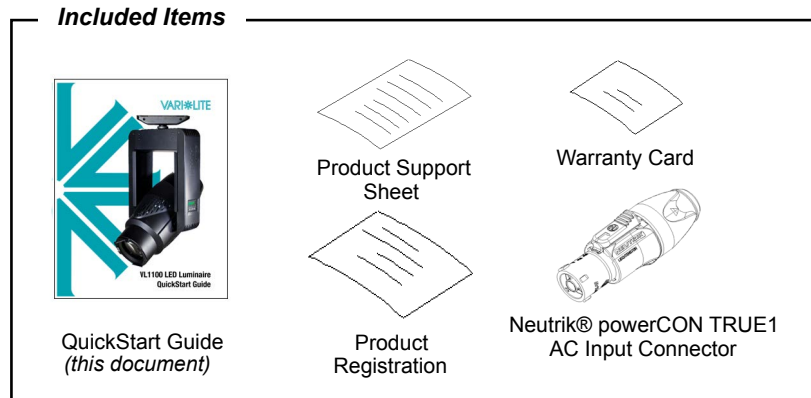 Included Items
VARI✳LITE
VL1100 LED Luminaire
QuickStart Guide
QuickStart Guide
(this document)
Product Support
Sheet
Warranty Card
Product
Registration
Neutrik® powerCON TRUE1
AC Input Connector